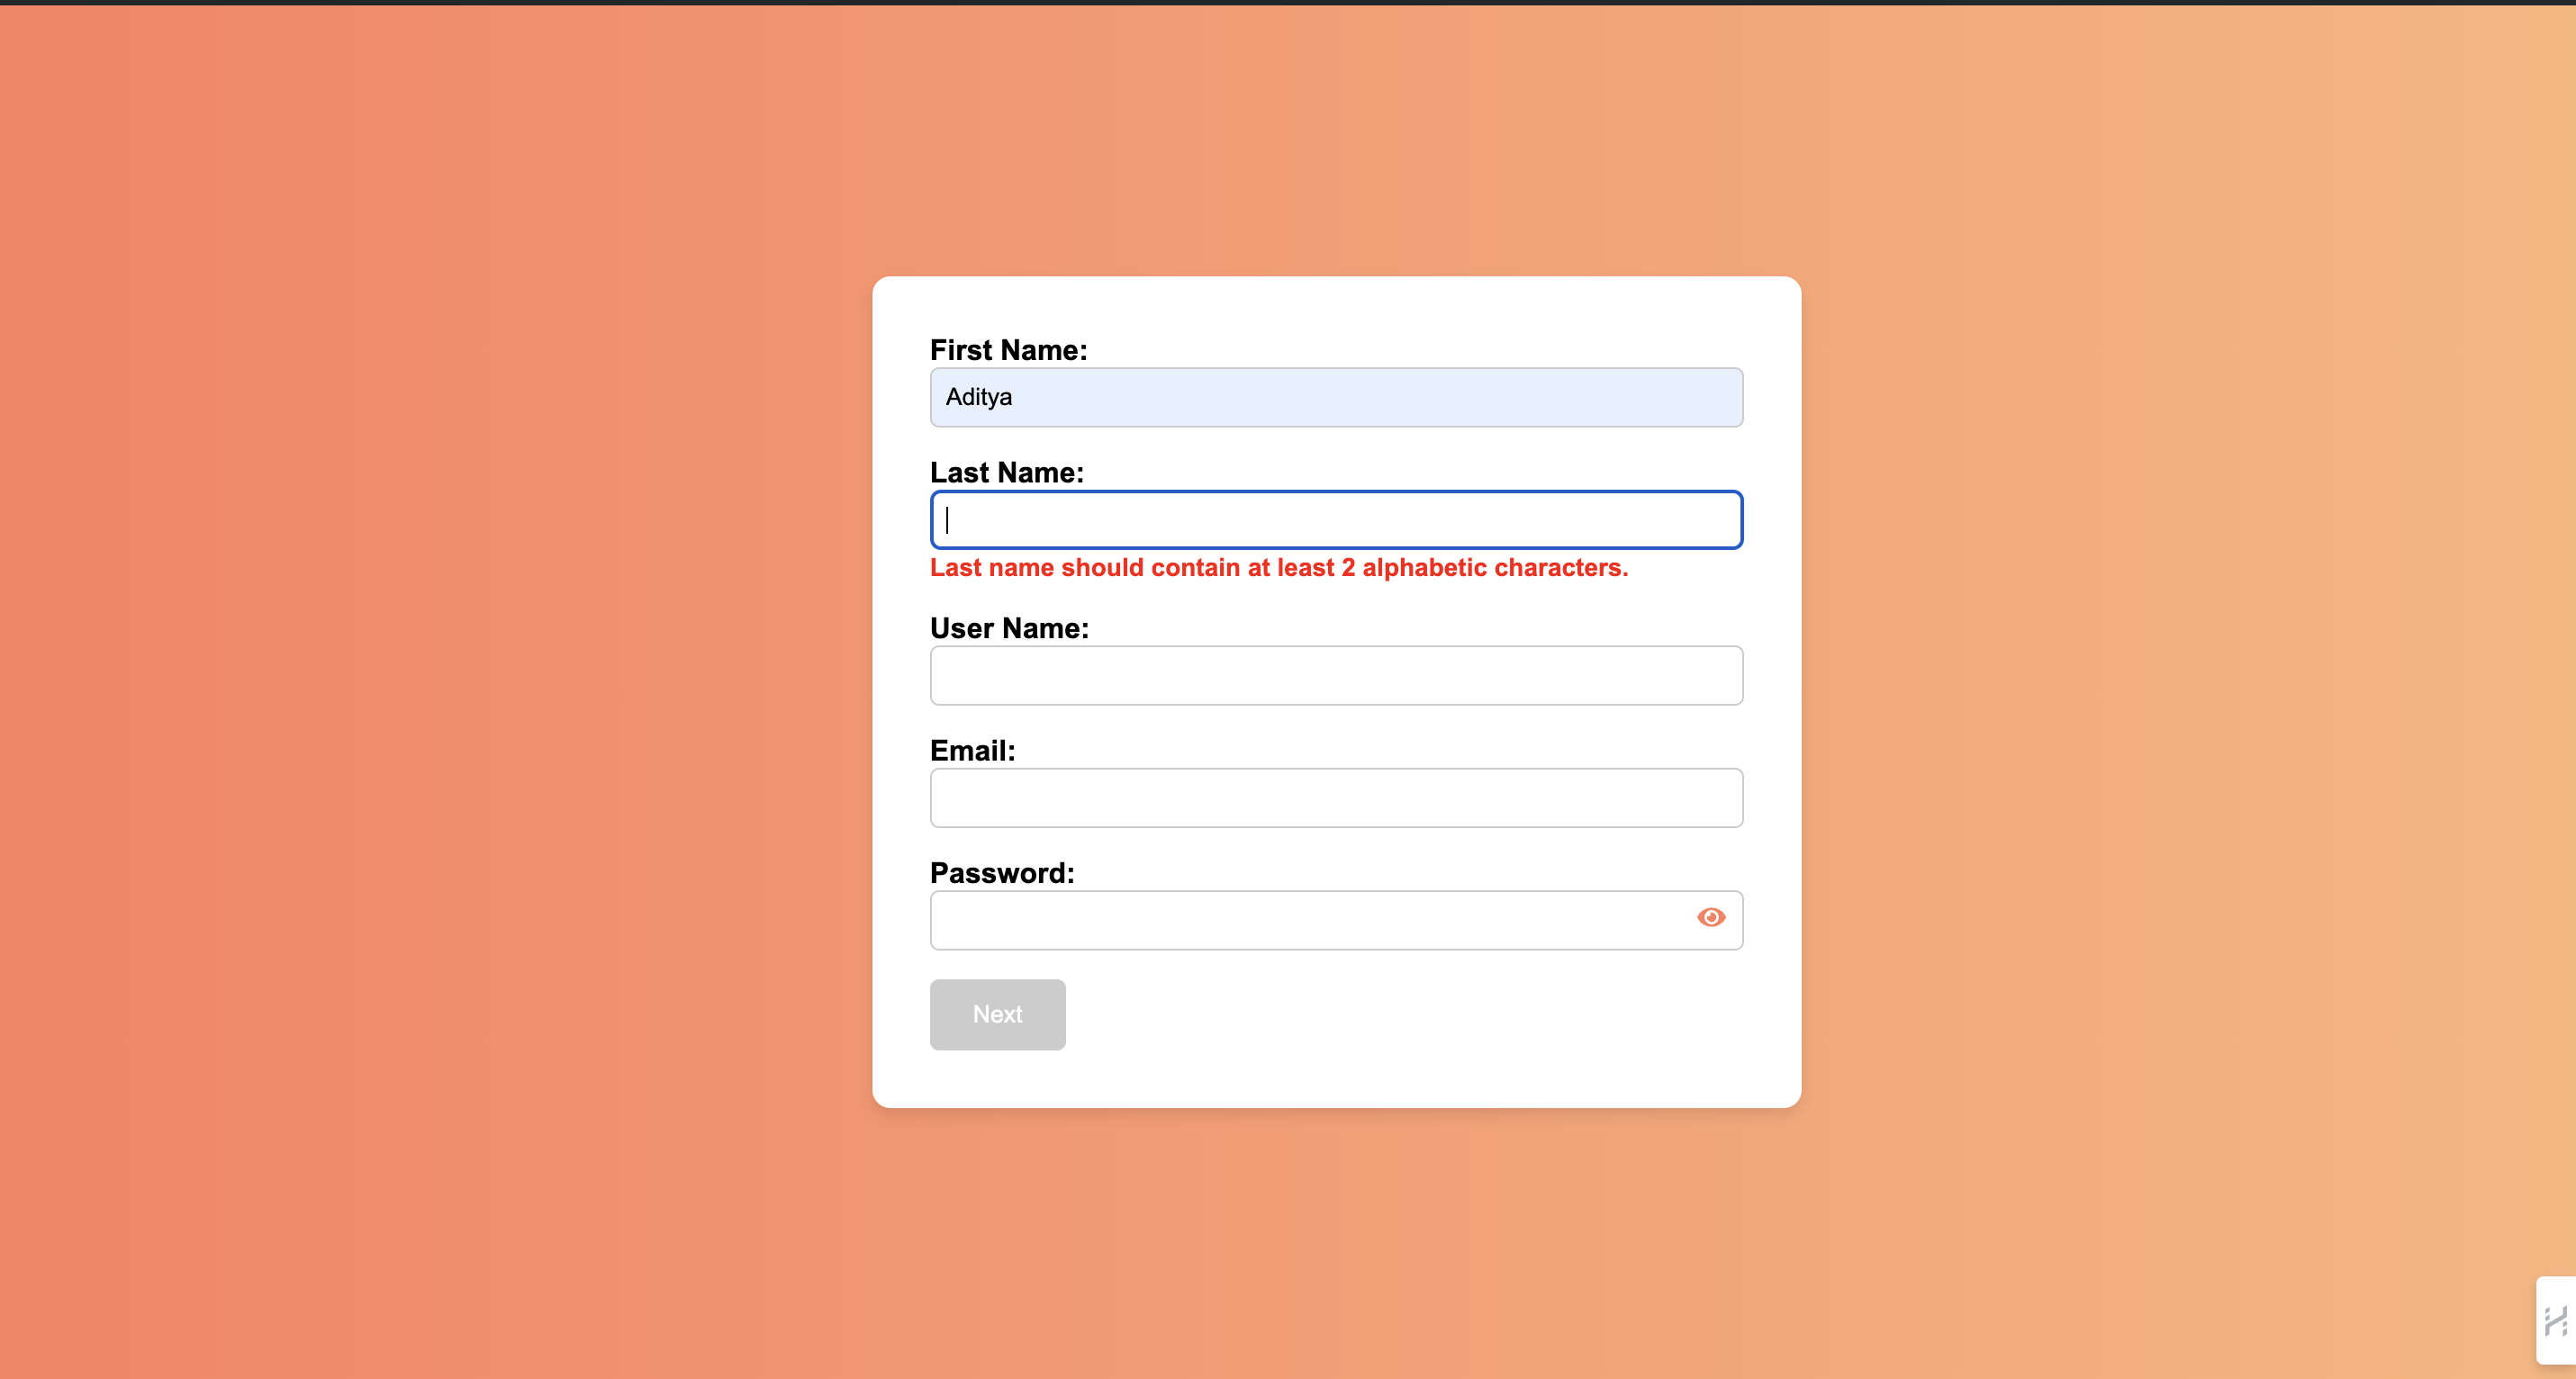 First Name:
Aditya
Last Name:
Last name should contain at least 2 alphabetic characters.
User Name:
Email:
Password:
Next